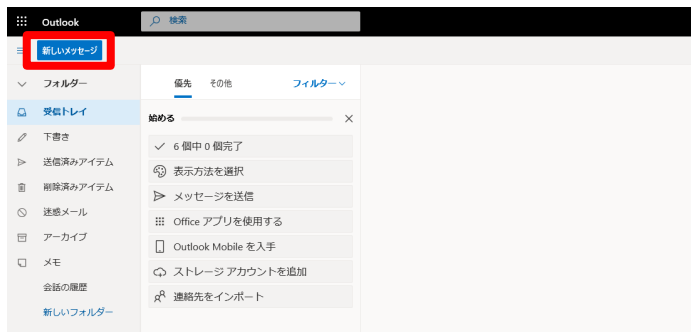 Outlook
検索
新しいメッセージ
フォルダー
受信トレイ
下書き
送信済みアイテム
削除済みアイテム
迷惑メール
アーカイブ
メモ
会話の履歴
新しいフォルダー
優先 その他 フィルター
始める
6 個中 0 個完了
表示方法を選択
メッセージを送信
Office アプリを使用する
Outlook Mobile を入手
ストレージ アカウントを追加
連絡先をインポート